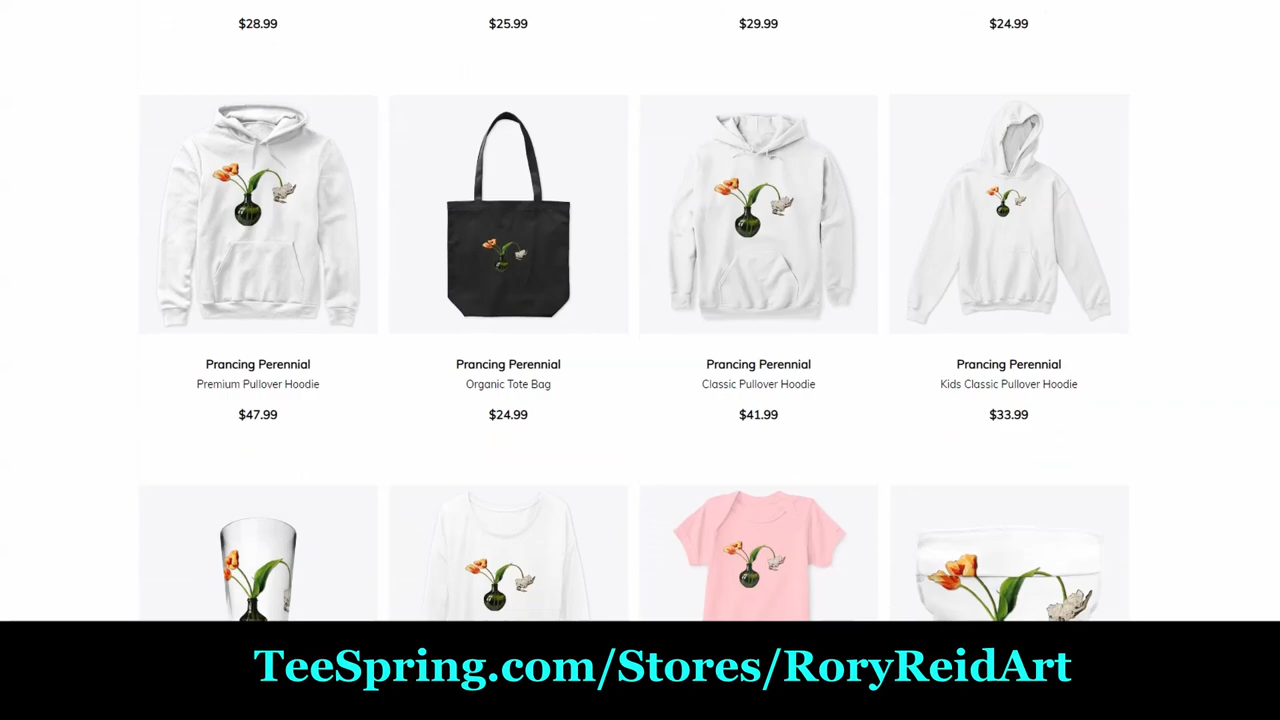 $28.99
$25.99
$29.99
$24.99
Prancing Perennial
Premium Pullover Hoodie
$47.99
Prancing Perennial
Organic Tote Bag
$24.99
Prancing Perennial
Classic Pullover Hoodie
$41.99
Prancing Perennial
Kids Classic Pullover Hoodie
$33.99
TeeSpring.com/Stores/RoryReidArt